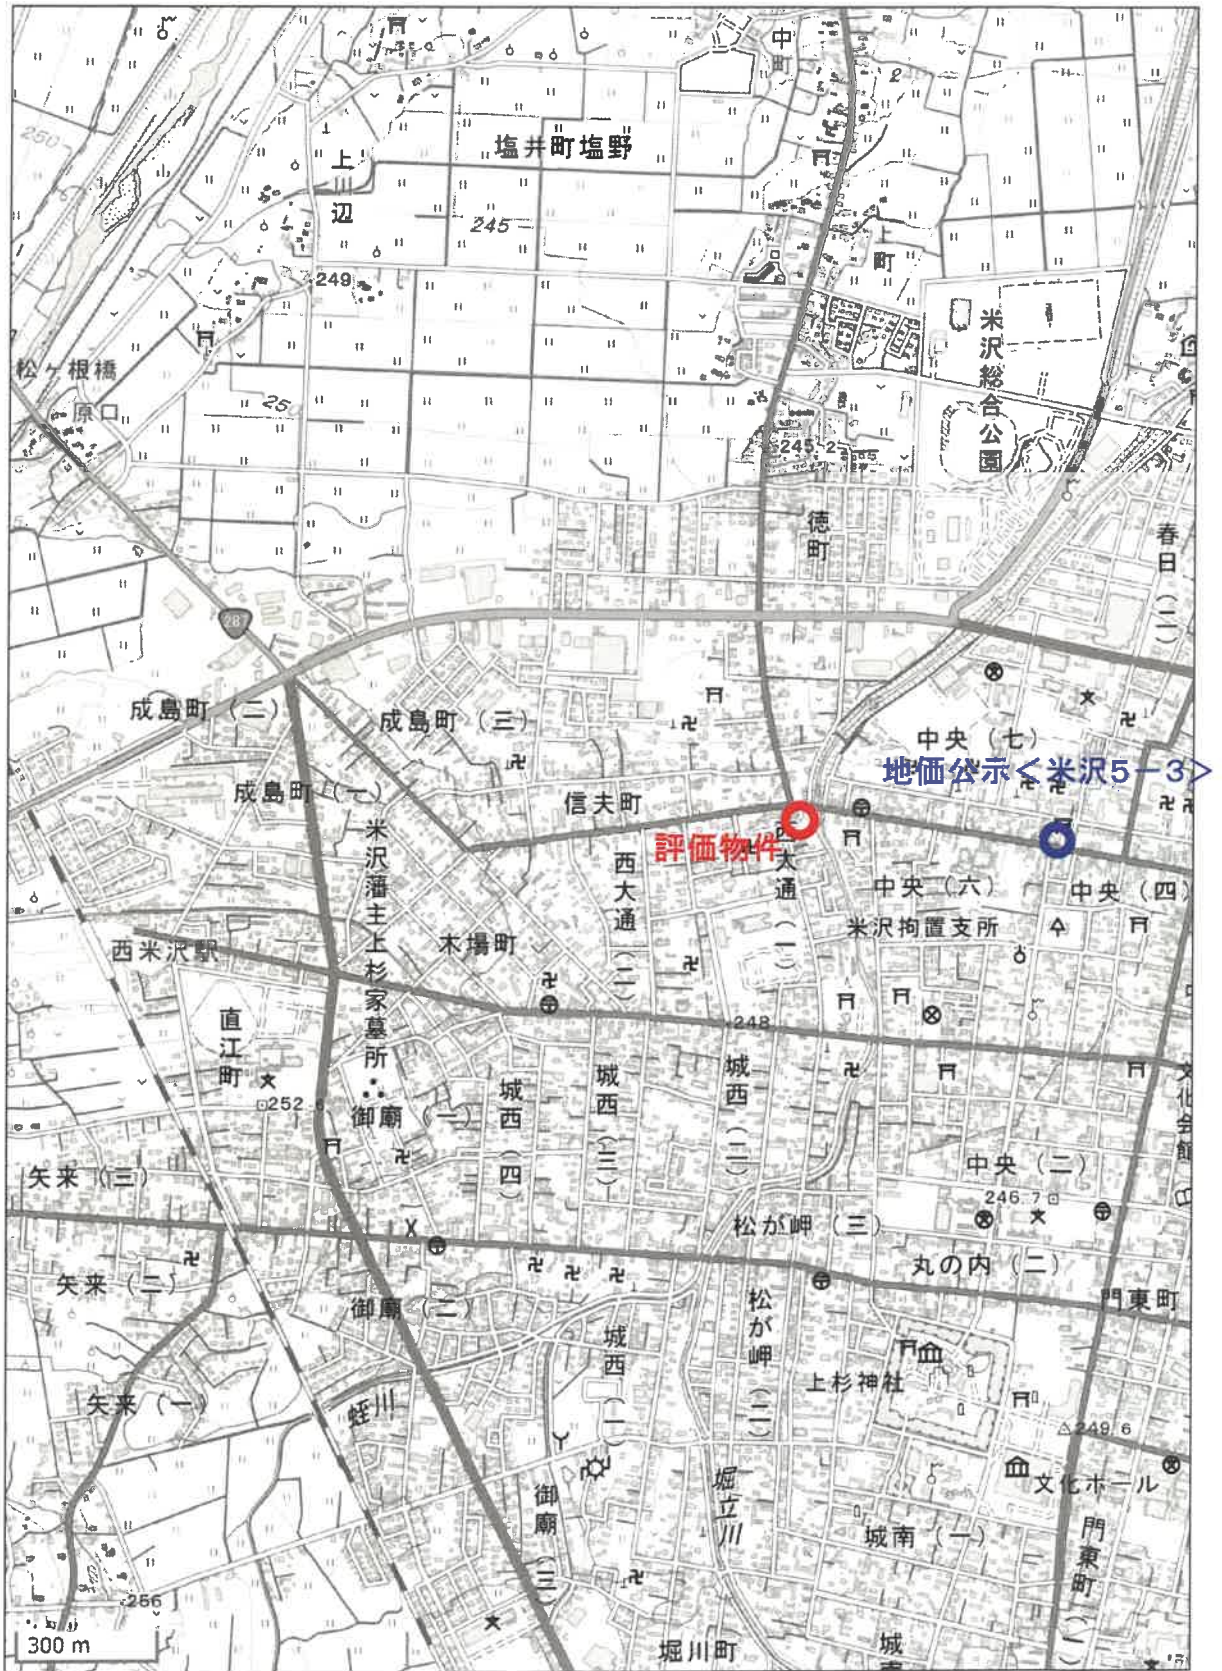 中町
2
250
塩井町塩野
上川辺
245
上町
249
米沢総合公園
松ヶ根橋
原口
25
245 2
徳町
春日(二)
287
成島町(二)
成島町(三)
中央(七)
地価公示<米沢5-3>
成島町(一)
信夫町
評価物件
西大通(一)
西大通(二)
米沢藩主上杉家墓所
中央(六)
中央(四)
米沢拘置支所
木場町
西米沢駅
直江町
248
城西(二)
城西(三)
城西(四)
文化会館
252
御廟(一)
矢来(三)
中央(二)
246.7
松が岬(三)
丸の内(二)
矢来(二)
御廟(二)
門東町
松が岬(二)
城西(一)
上杉神社
矢来(一)
蛭川
249.6
文化ホール
堀立川
御廟(三)
城南(一)
門東町(一)
256
300 m
堀川町
城南